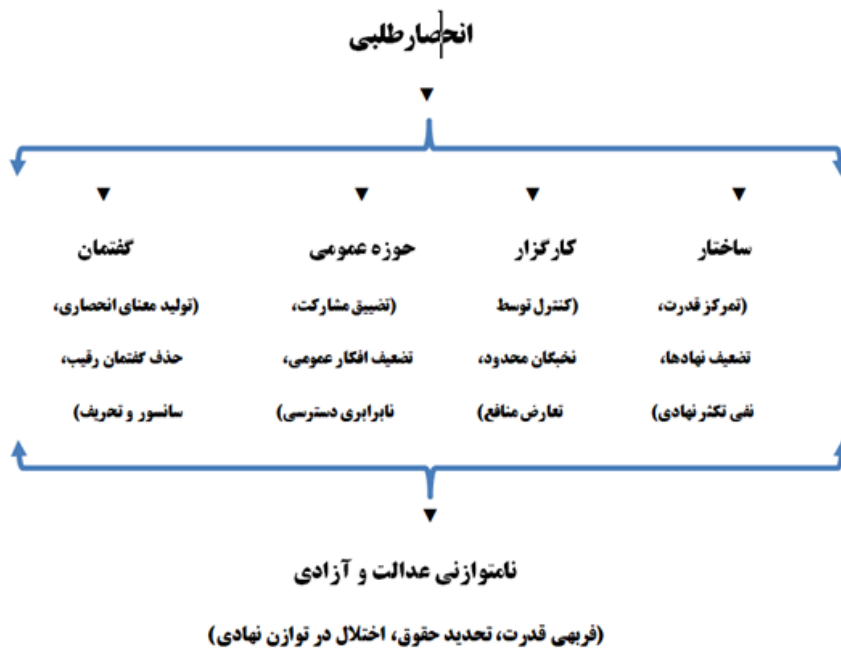 انحصارطلبی
ساختار
(تمرکز قدرت،
تضعیف نهادها،
نفی تکثر نهادی)
کارگزار
(کنترل توسط
نخبگان محدود،
تعارض منافع)
حوزه عمومی
(تضییق مشارکت،
تضعیف افکار عمومی،
نابرابری دسترسی)
گفتمان
(تولید معنای انحصاری،
حذف گفتمان رقیب،
سانسور و تحریف)
نامتوازنی عدالت و آزادی
(فربهی قدرت، تحدید حقوق، اختلال در توازن نهادی)